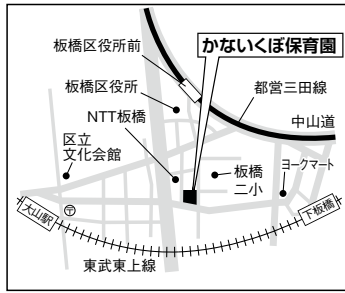 板橋区役所前
かないくぼ保育園
板橋区役所
都営三田線
NTT板橋
中山道
区立
文化会館
板橋
二小
ヨークマート
大山駅
〒
下板橋
東武東上線